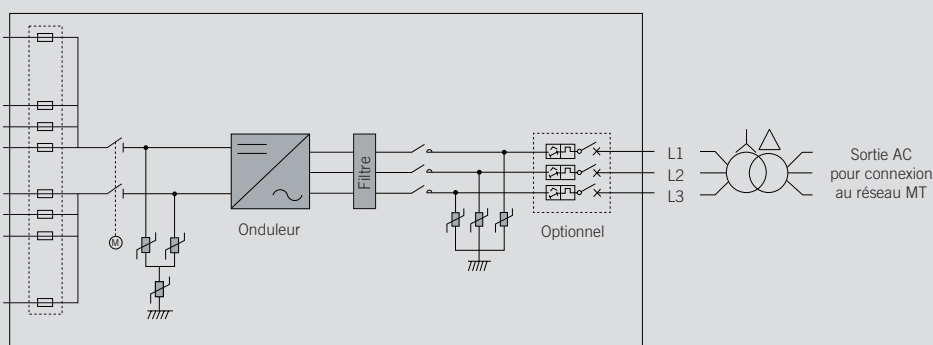 M
Onduleur
Filtre
Optionnel
L1
L2
L3
Sortie AC
pour connexion
au réseau MT